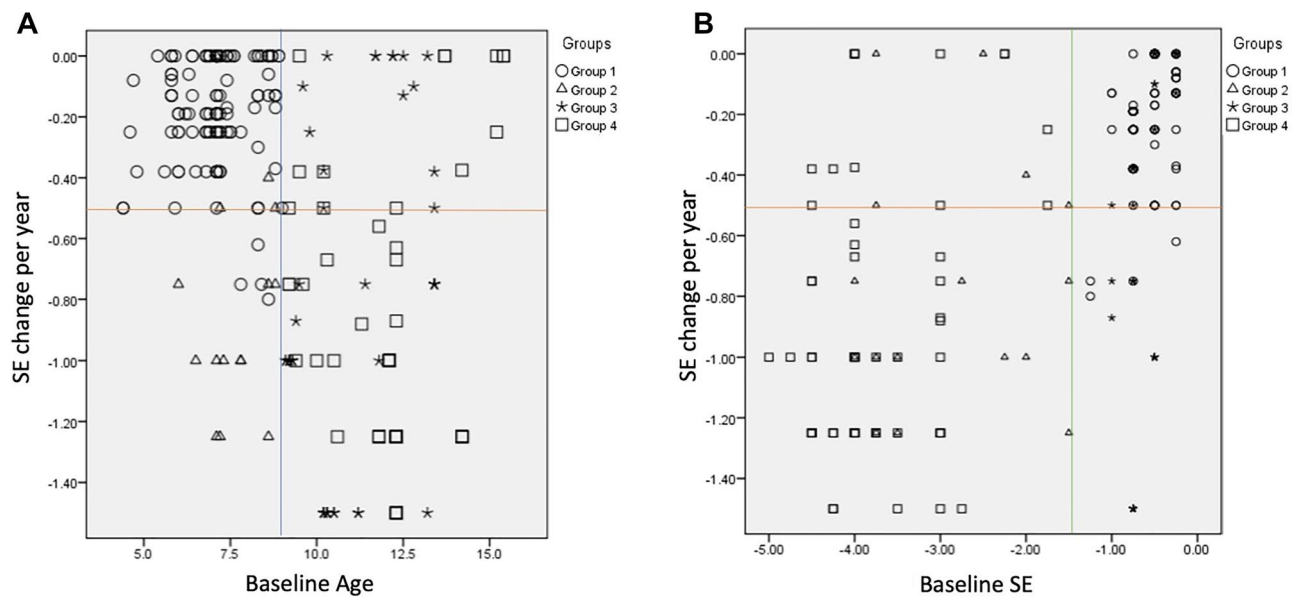 A
SE change per year
0.00
-0.20
-0.40
-0.60
-0.80
-1.00
-1.20
-1.40
5.0 7.5 10.0 12.5 15.0
Baseline Age
Groups
Group 1
Group 2
Group 3
Group 4
B
SE change per year
0.00
-0.20
-0.40
-0.60
-0.80
-1.00
-1.20
-1.40
-5.00 -4.00 -3.00 -2.00 -1.00 0.00
Baseline SE
Groups
Group 1
Group 2
Group 3
Group 4